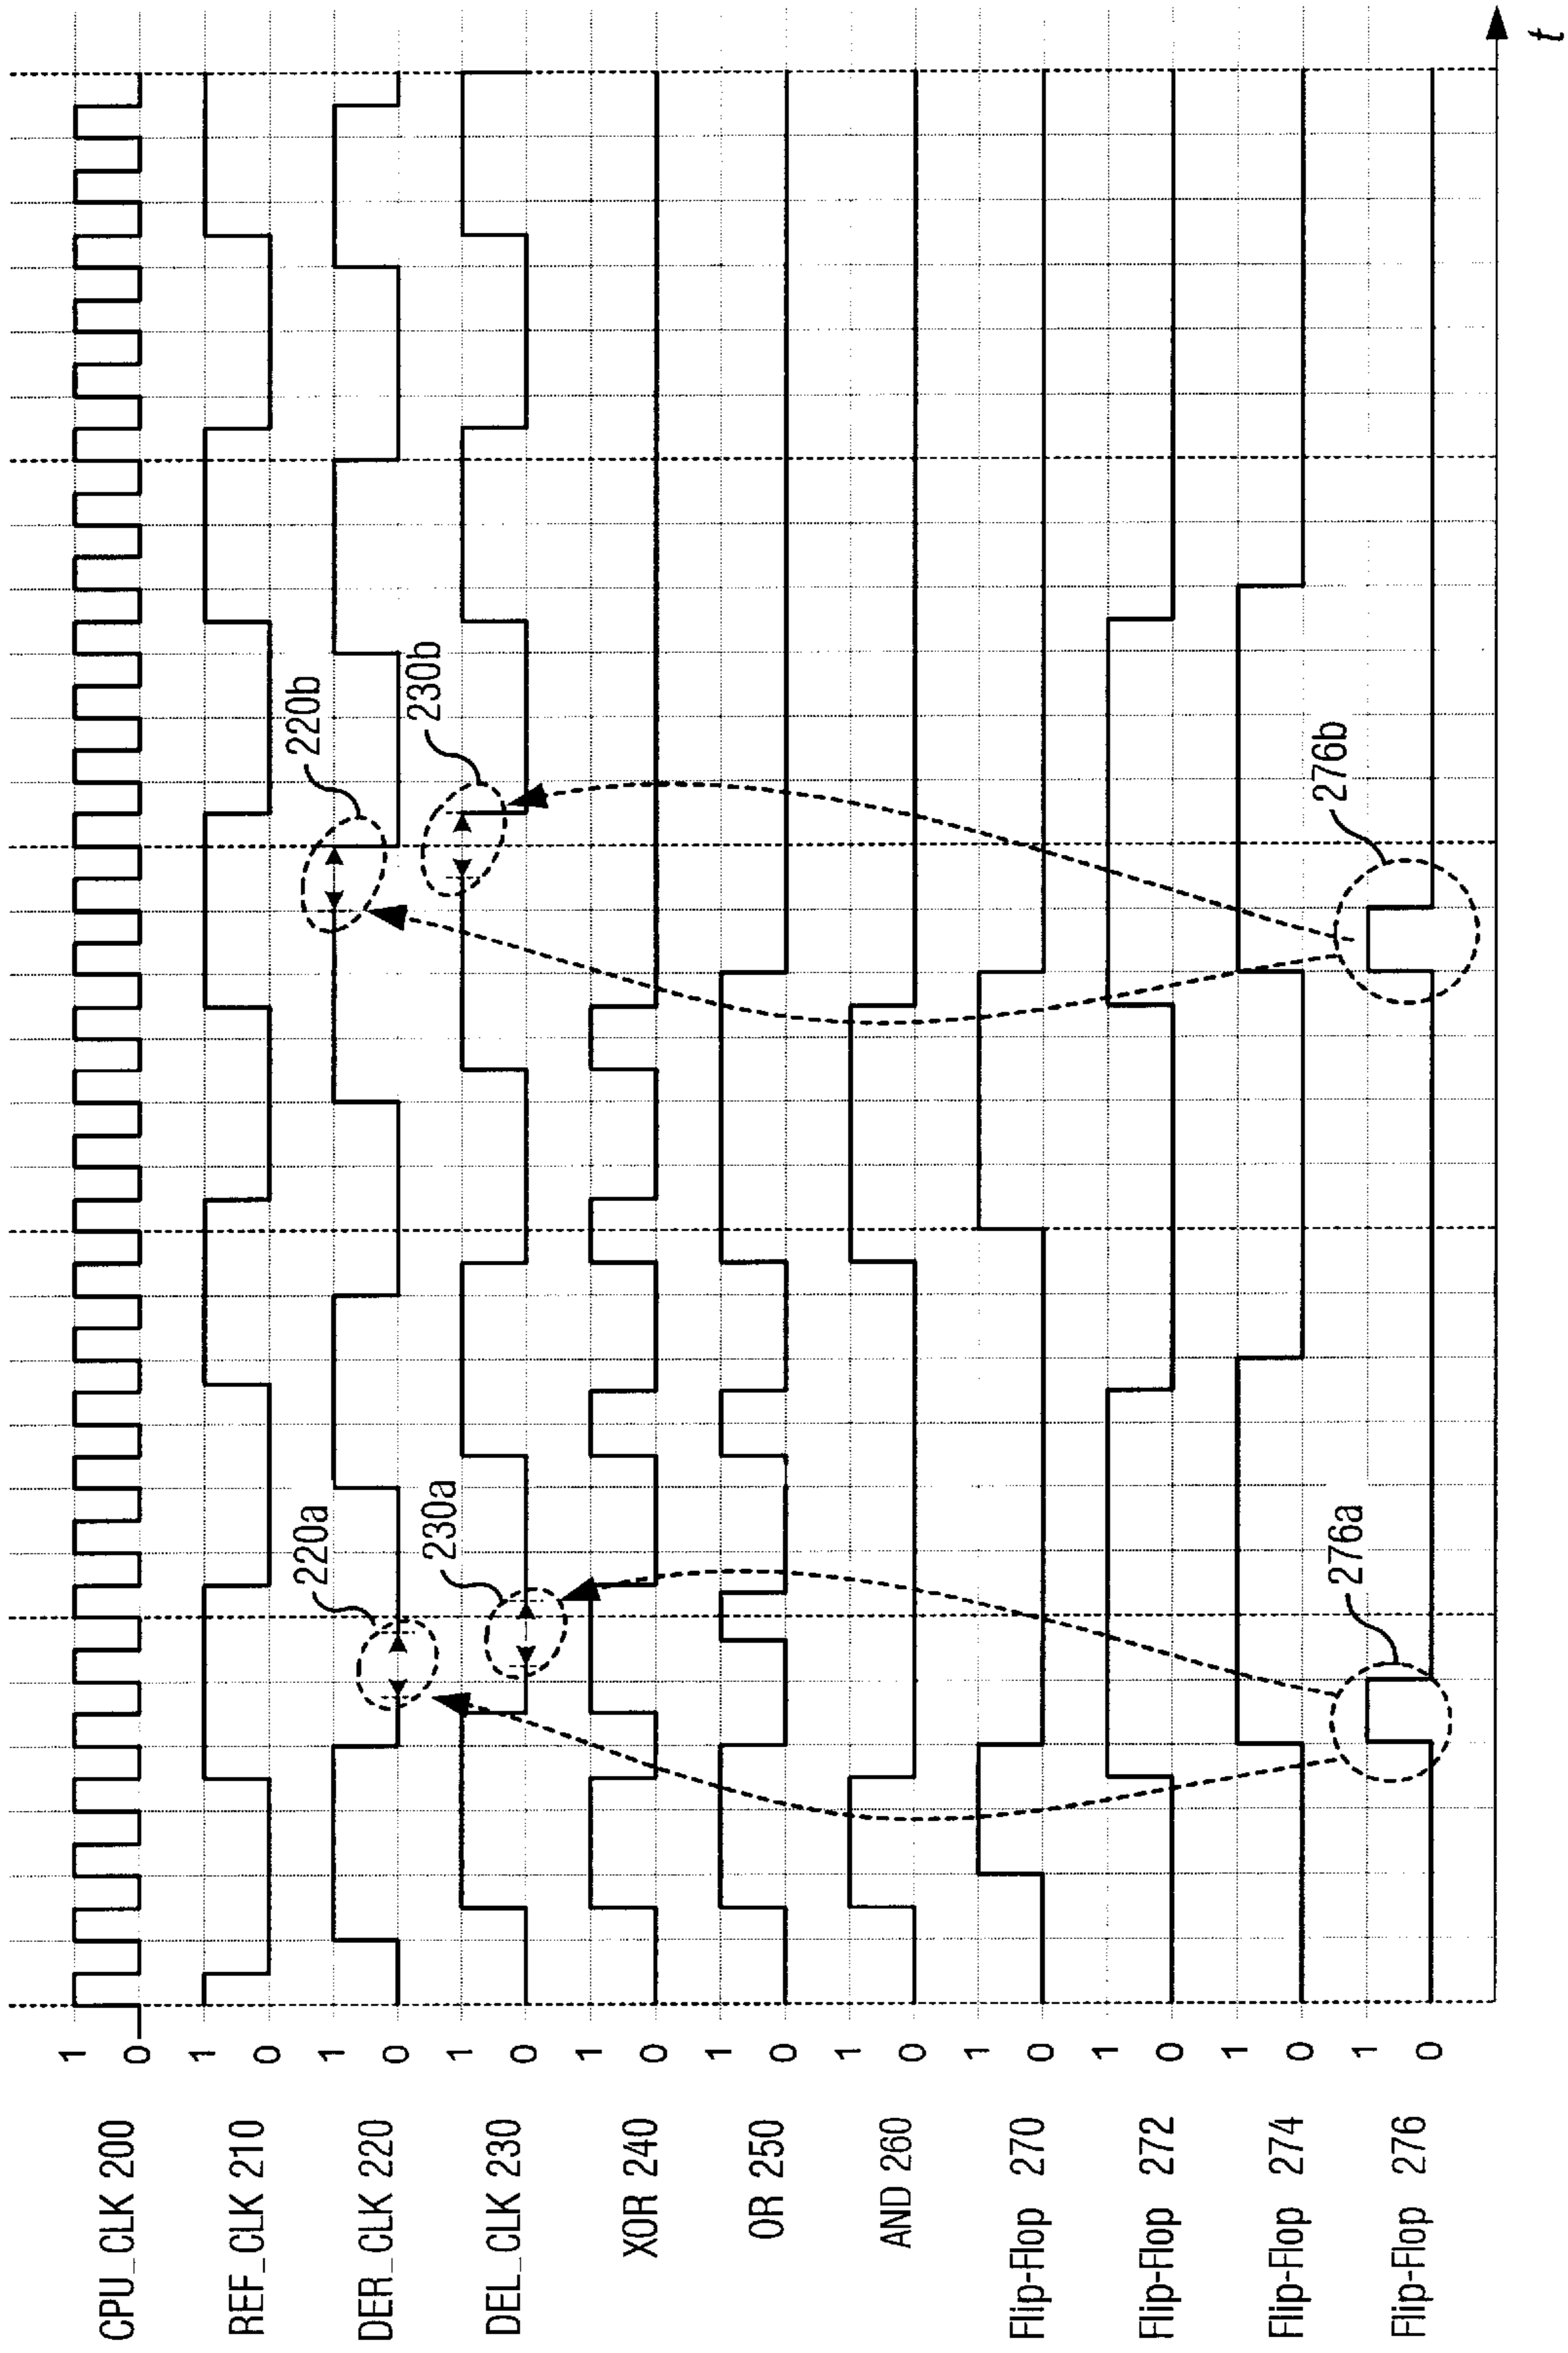 CPU_CLK 200 1 0
REF_CLK 210 1 0
DER_CLK 220 1 0
DEL_CLK 230 1 0
XOR 240 1 0
OR 250 1 0
AND 260 1 0
Flip-Flop 270 1 0
Flip-Flop 272 1 0
Flip-Flop 274 1 0
Flip-Flop 276 1 0
220a
230a
276a
220b
230b
276b
t